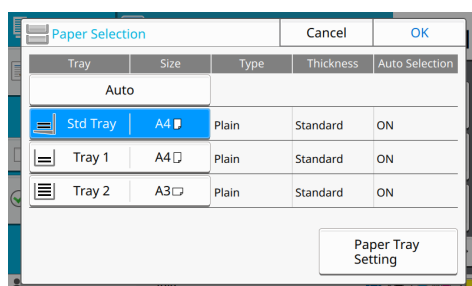 Paper Selection Cancel OK
Tray Size Type Thickness Auto Selection
Auto
Std Tray A4 Plain Standard ON
Tray 1 A4 Plain Standard ON
Tray 2 A3 Plain Standard ON
Paper Tray
Setting